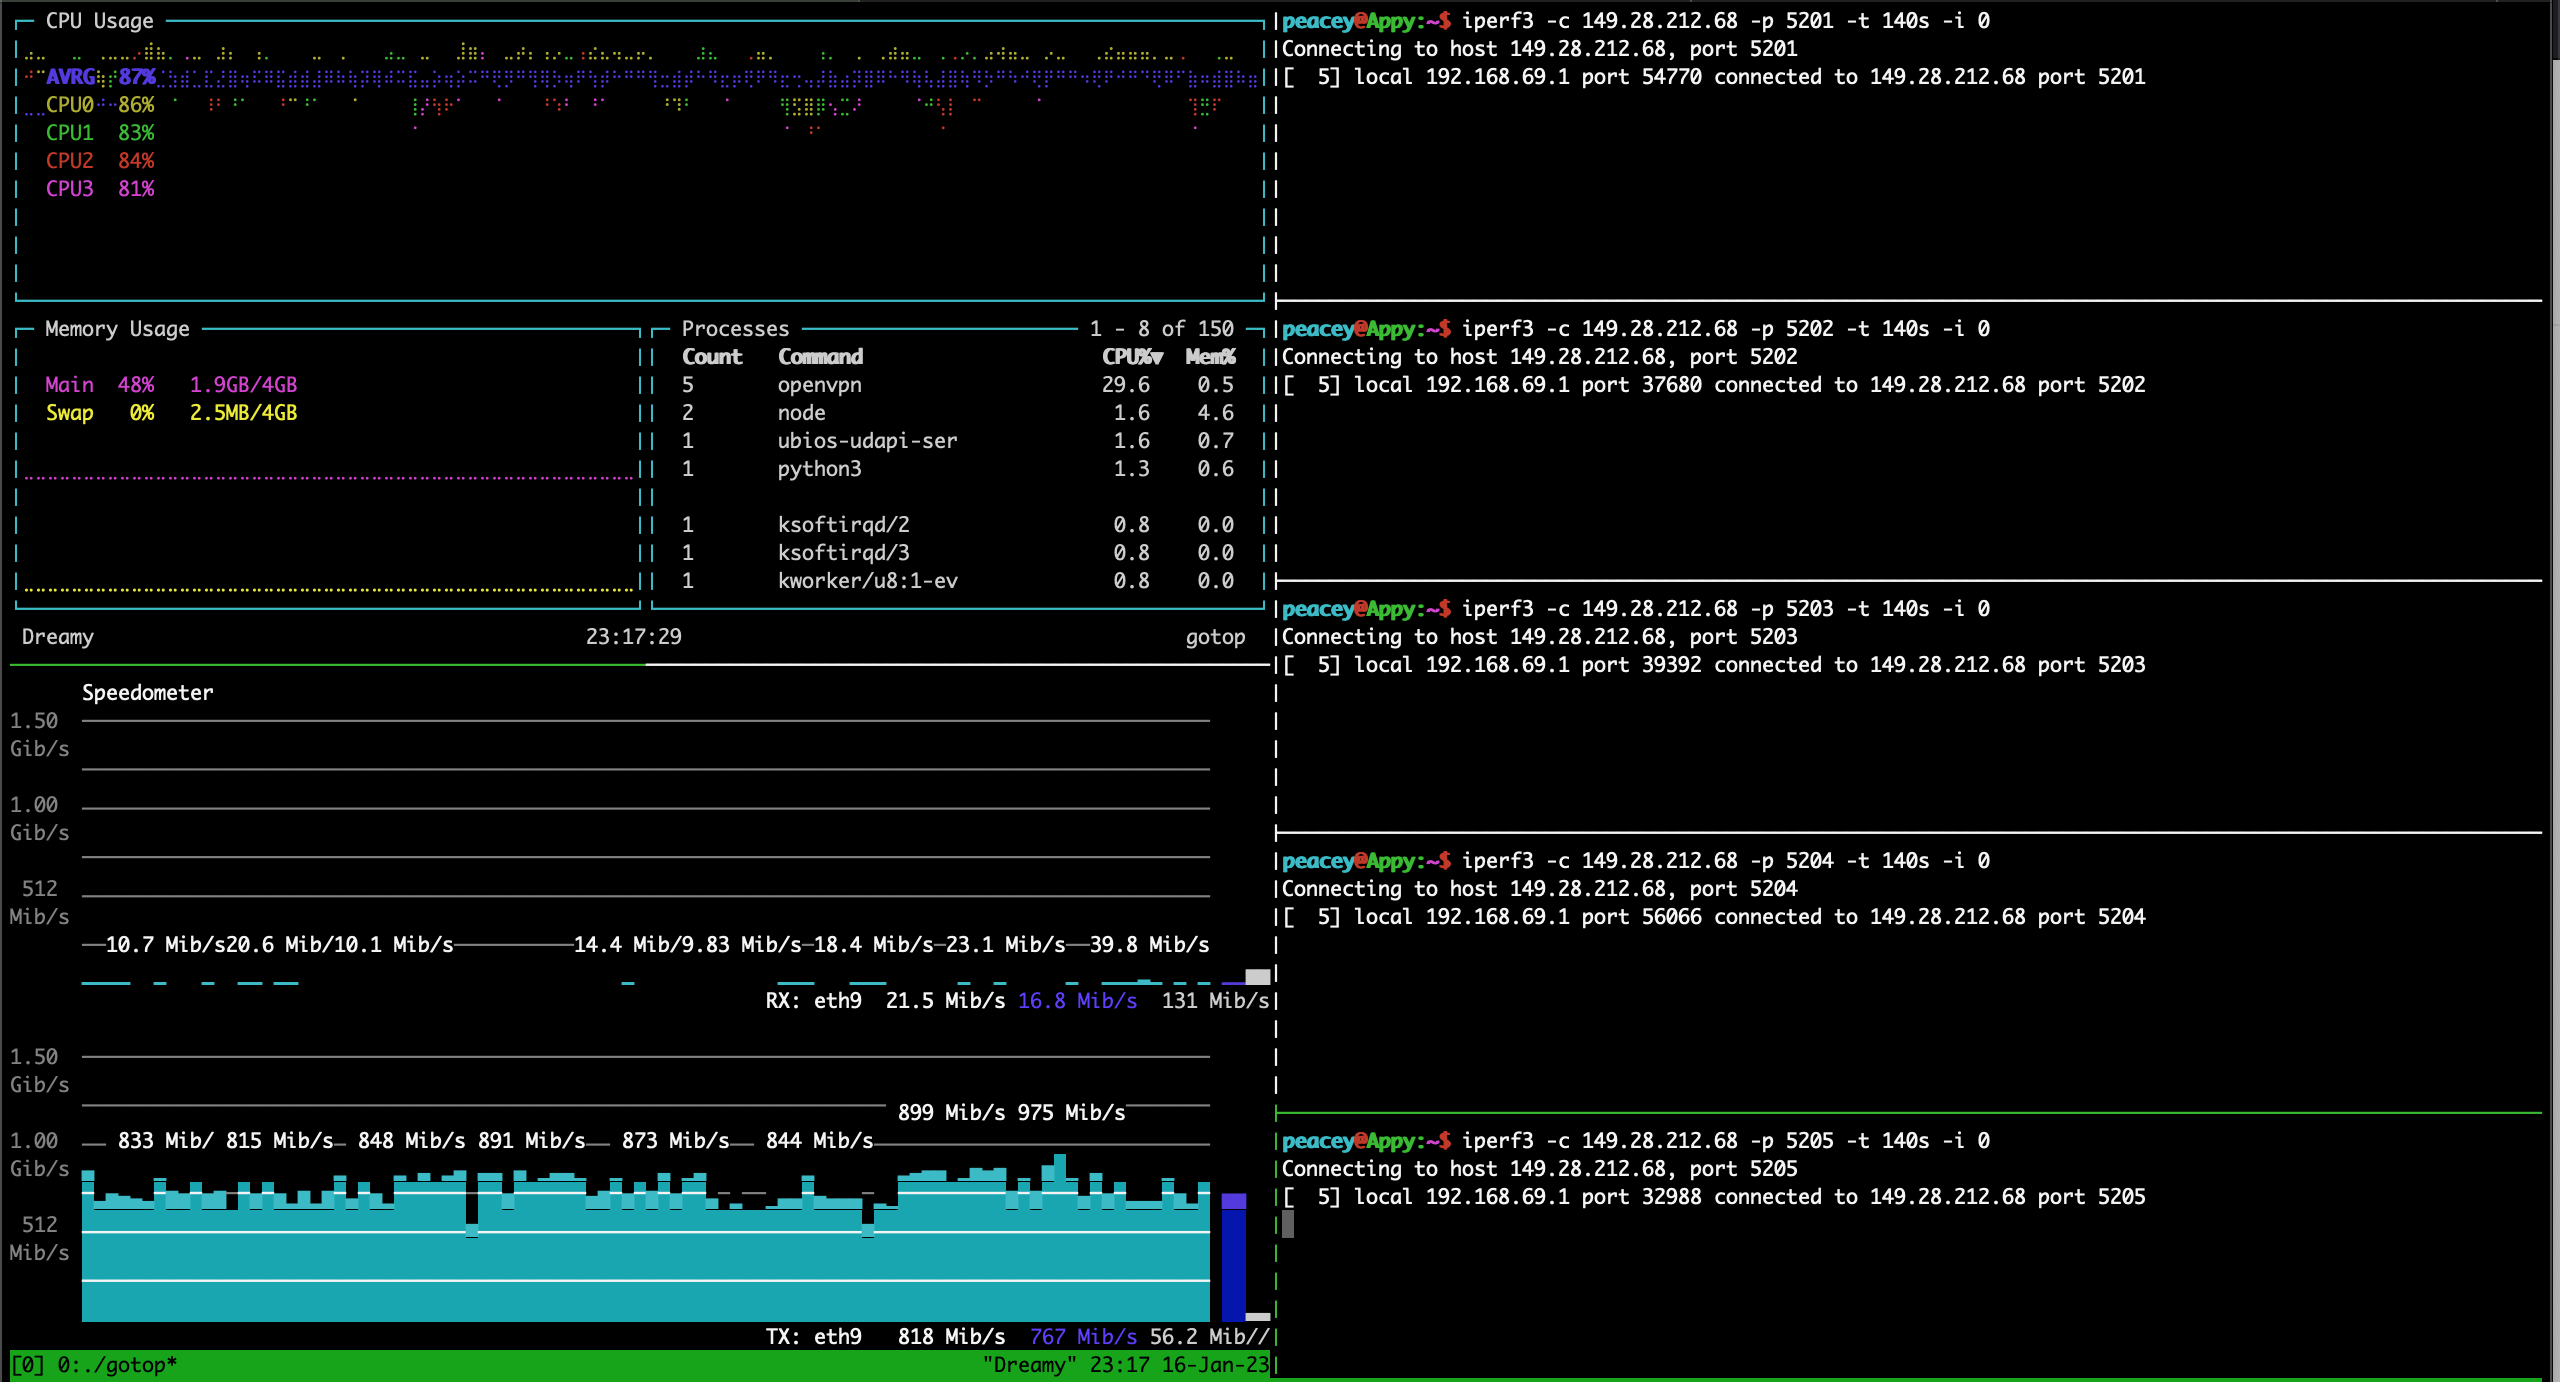 CPU Usage
AVRG 87%
CPU0 86%
CPU1 83%
CPU2 84%
CPU3 81%
Memory Usage
Main 48% 1.9GB/4GB
Swap 0% 2.5MB/4GB
Processes 1 - 8 of 150
Count Command CPU%▼ Mem%
5 openvpn 29.6 0.5
2 node 1.6 4.6
1 ubios-udapi-ser 1.6 0.7
1 python3 1.3 0.6
1 ksoftirqd/2 0.8 0.0
1 ksoftirqd/3 0.8 0.0
1 kworker/u8:1-ev 0.8 0.0
Dreamy 23:17:29 gotop
Speedometer
1.50
Gib/s
1.00
Gib/s
512
Mib/s
10.7 Mib/s20.6 Mib/10.1 Mib/s 14.4 Mib/9.83 Mib/s 18.4 Mib/s 23.1 Mib/s 39.8 Mib/s
RX: eth9 21.5 Mib/s 16.8 Mib/s 131 Mib/s
1.50
Gib/s
899 Mib/s 975 Mib/s
1.00 833 Mib/ 815 Mib/s 848 Mib/s 891 Mib/s 873 Mib/s 844 Mib/s
Gib/s
512
Mib/s
TX: eth9 818 Mib/s 767 Mib/s 56.2 Mib//
[0] 0:./gotop* "Dreamy" 23:17 16-Jan-23
peacey@Appy:~$ iperf3 -c 149.28.212.68 -p 5201 -t 140s -i 0
Connecting to host 149.28.212.68, port 5201
[  5] local 192.168.69.1 port 54770 connected to 149.28.212.68 port 5201
peacey@Appy:~$ iperf3 -c 149.28.212.68 -p 5202 -t 140s -i 0
Connecting to host 149.28.212.68, port 5202
[  5] local 192.168.69.1 port 37680 connected to 149.28.212.68 port 5202
peacey@Appy:~$ iperf3 -c 149.28.212.68 -p 5203 -t 140s -i 0
Connecting to host 149.28.212.68, port 5203
[  5] local 192.168.69.1 port 39392 connected to 149.28.212.68 port 5203
peacey@Appy:~$ iperf3 -c 149.28.212.68 -p 5204 -t 140s -i 0
Connecting to host 149.28.212.68, port 5204
[  5] local 192.168.69.1 port 56066 connected to 149.28.212.68 port 5204
peacey@Appy:~$ iperf3 -c 149.28.212.68 -p 5205 -t 140s -i 0
Connecting to host 149.28.212.68, port 5205
[  5] local 192.168.69.1 port 32988 connected to 149.28.212.68 port 5205